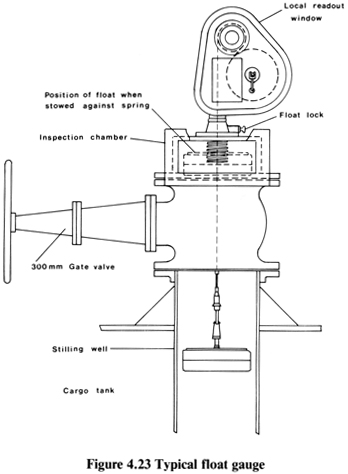 Local readout
window
Position of float when
stowed against spring
Float lock
Inspection chamber
300mm Gate valve
Stilling well
Cargo tank
Figure 4.23 Typical float gauge